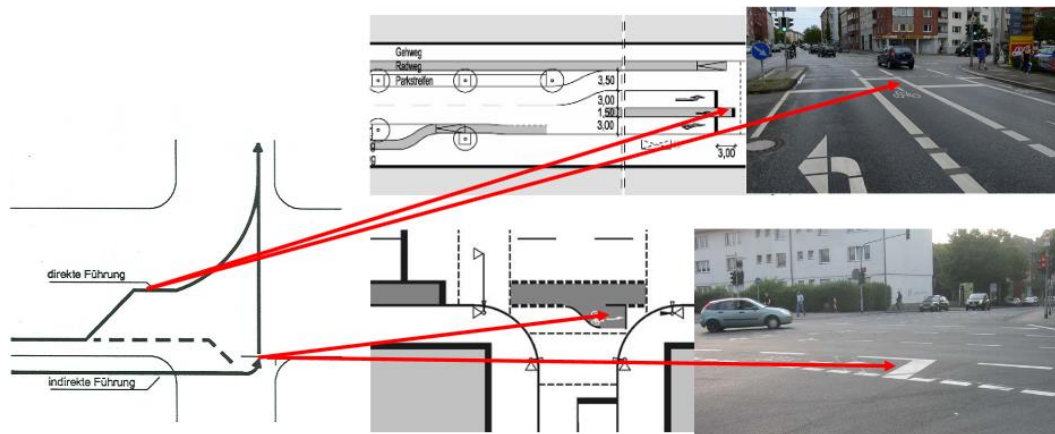 Gehweg
Radweg
Parkstreifen
3,50
3,00
1,50
3,00
3,00
direkte Führung
indirekte Führung